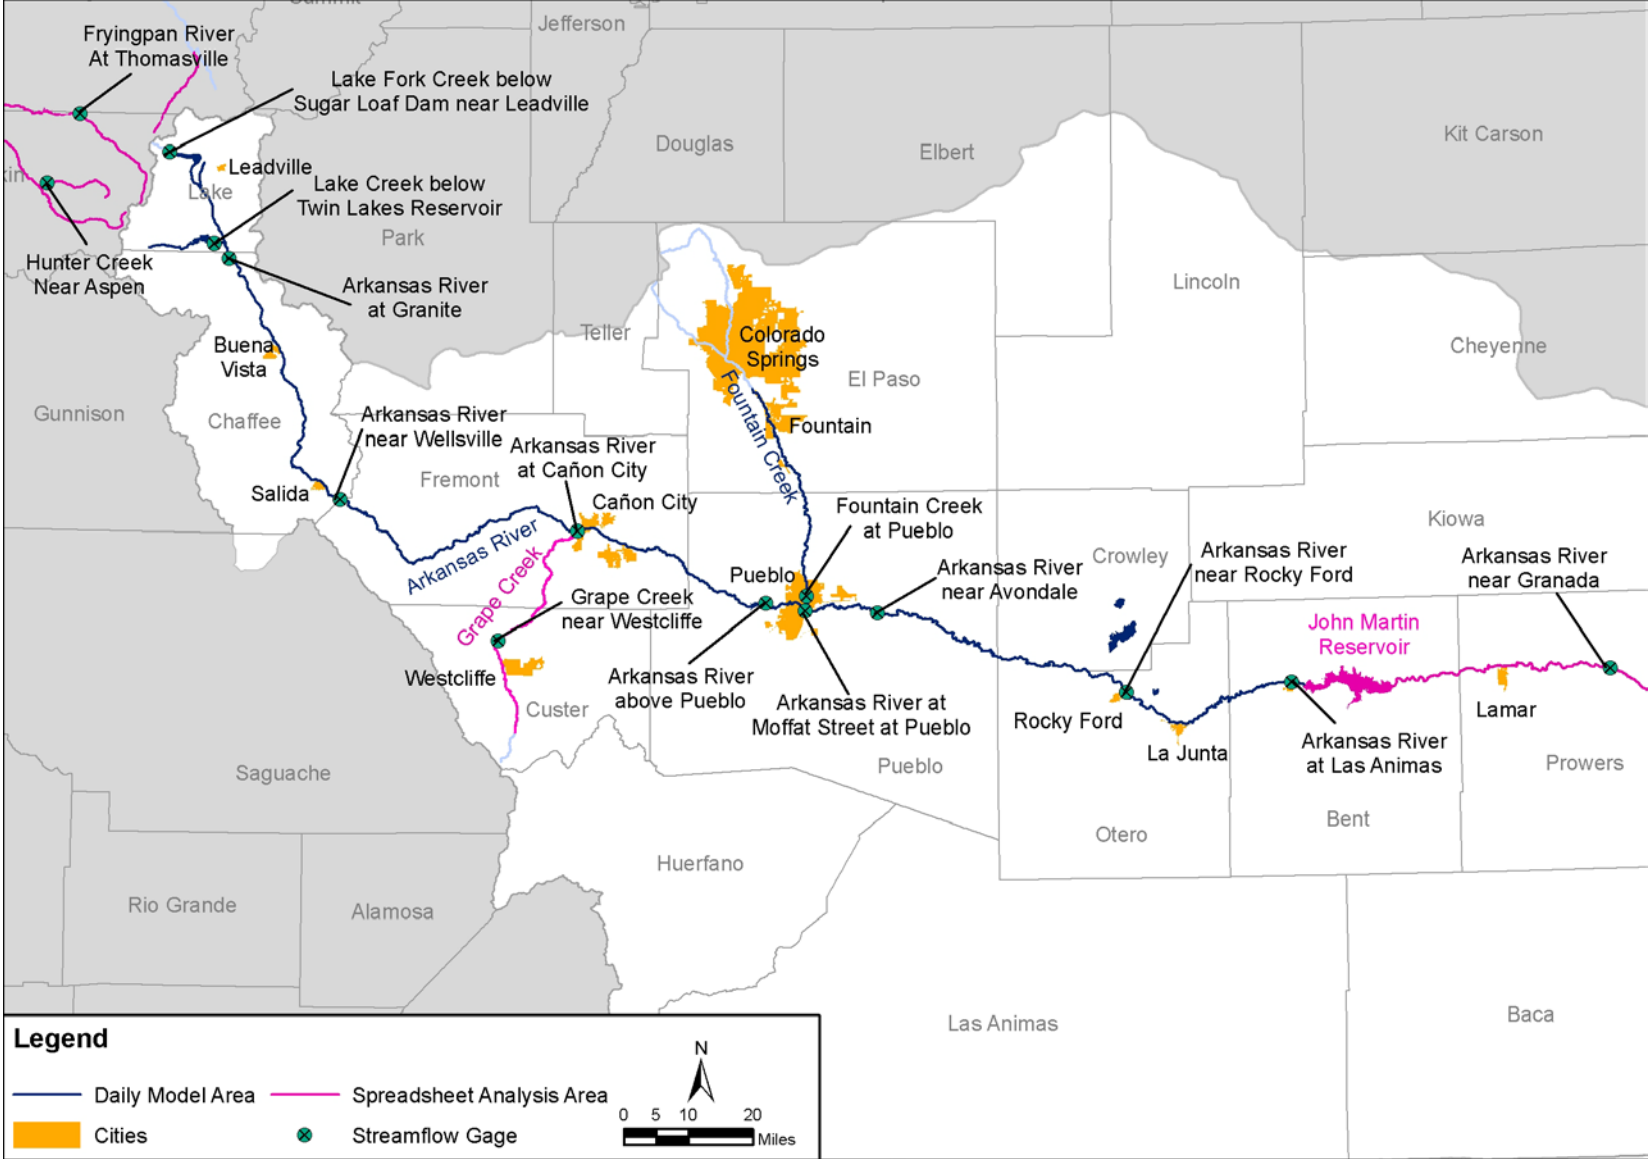 Summit
Jefferson
Fryingpan River
At Thomasville
Lake Fork Creek below
Sugar Loaf Dam near Leadville
Douglas
Elbert
Kit Carson
Leadville
Lake
Lake Creek below
Twin Lakes Reservoir
Park
Hunter Creek
Near Aspen
Arkansas River
at Granite
Lincoln
Teller
Colorado
Springs
Cheyenne
Buena
Vista
El Paso
Gunnison
Chaffee
Arkansas River
near Wellsville
Fountain
Fountain Creek
Arkansas River
at Cañon City
Fremont
Salida
Cañon City
Fountain Creek
at Pueblo
Kiowa
Arkansas River
Crowley
Arkansas River
near Rocky Ford
Arkansas River
near Granada
Grape Creek
Pueblo
Arkansas River
near Avondale
Grape Creek
near Westcliffe
John Martin
Reservoir
Westcliffe
Arkansas River
above Pueblo
Custer
Arkansas River at
Moffat Street at Pueblo
Rocky Ford
La Junta
Lamar
Arkansas River
at Las Animas
Saguache
Pueblo
Prowers
Otero
Bent
Huerfano
Rio Grande
Alamosa
Las Animas
Baca
Legend
Daily Model Area
Spreadsheet Analysis Area
Cities
Streamflow Gage
N
0 5 10 20
Miles